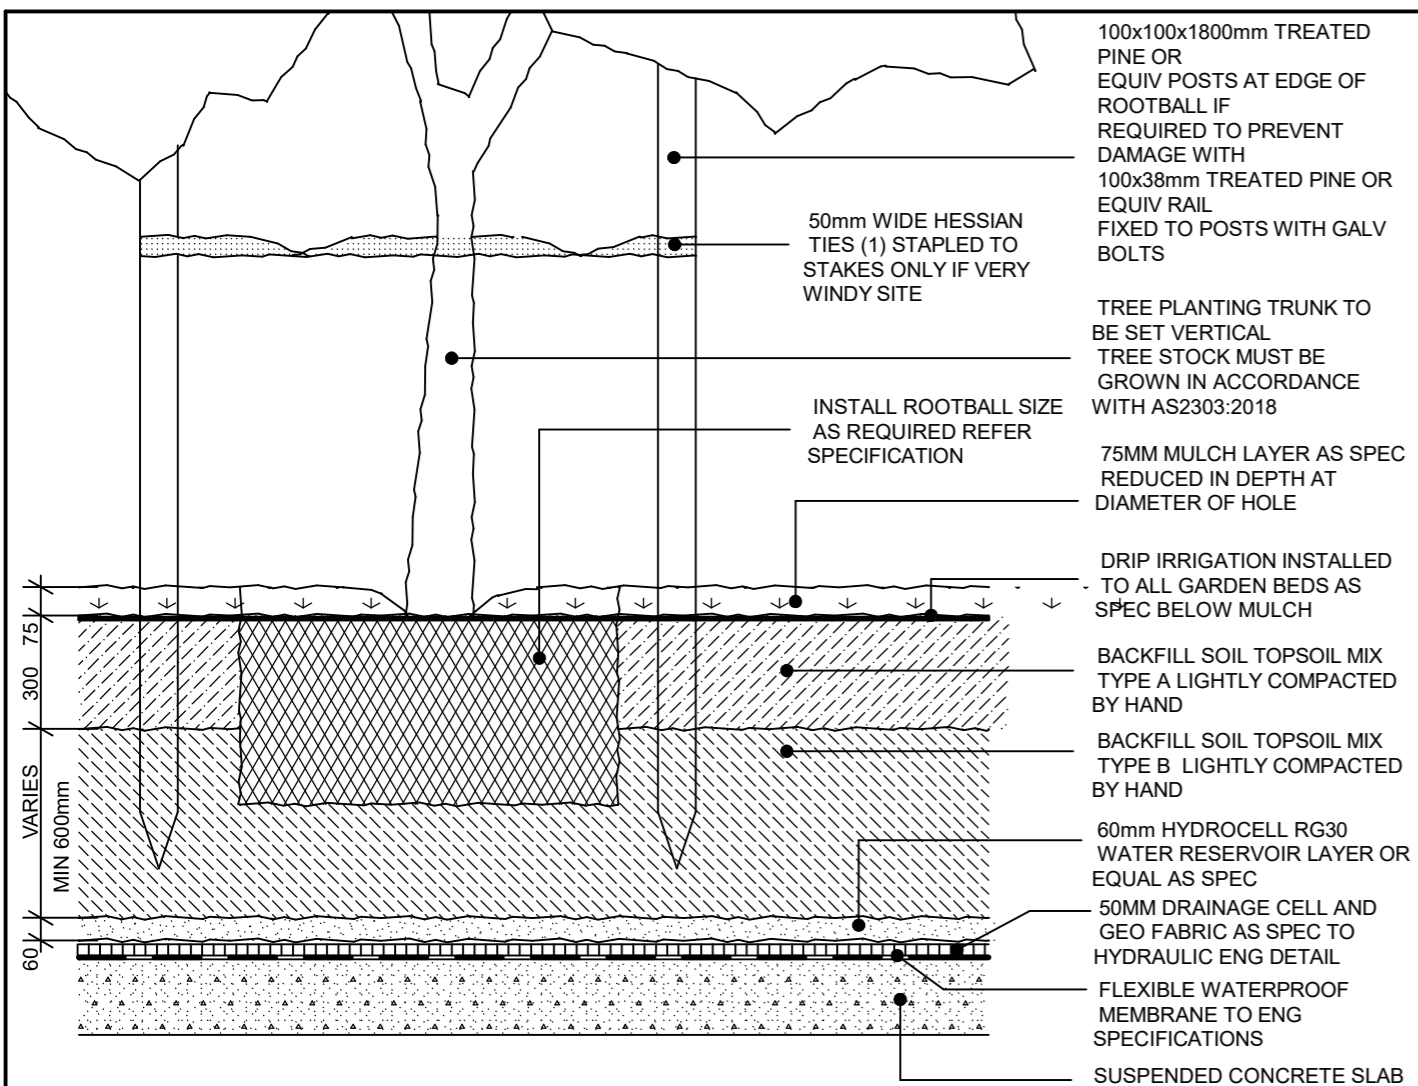 100x100x1800mm TREATED
PINE OR
EQUIV POSTS AT EDGE OF
ROOTBALL IF
REQUIRED TO PREVENT
DAMAGE WITH
100x38mm TREATED PINE OR
EQUIV RAIL
FIXED TO POSTS WITH GALV
BOLTS
50mm WIDE HESSIAN
TIES (1) STAPLED TO
STAKES ONLY IF VERY
WINDY SITE
TREE PLANTING TRUNK TO
BE SET VERTICAL
TREE STOCK MUST BE
GROWN IN ACCORDANCE
WITH AS2303:2018
INSTALL ROOTBALL SIZE
AS REQUIRED REFER
SPECIFICATION
75MM MULCH LAYER AS SPEC
REDUCED IN DEPTH AT
DIAMETER OF HOLE
DRIP IRRIGATION INSTALLED
TO ALL GARDEN BEDS AS
SPEC BELOW MULCH
BACKFILL SOIL TOPSOIL MIX
TYPE A LIGHTLY COMPACTED
BY HAND
BACKFILL SOIL TOPSOIL MIX
TYPE B LIGHTLY COMPACTED
BY HAND
60mm HYDROCELL RG30
WATER RESERVOIR LAYER OR
EQUAL AS SPEC
50MM DRAINAGE CELL AND
GEO FABRIC AS SPEC TO
HYDRAULIC ENG DETAIL
FLEXIBLE WATERPROOF
MEMBRANE TO ENG
SPECIFICATIONS
SUSPENDED CONCRETE SLAB
75
300
VARIES
MIN 600mm
60